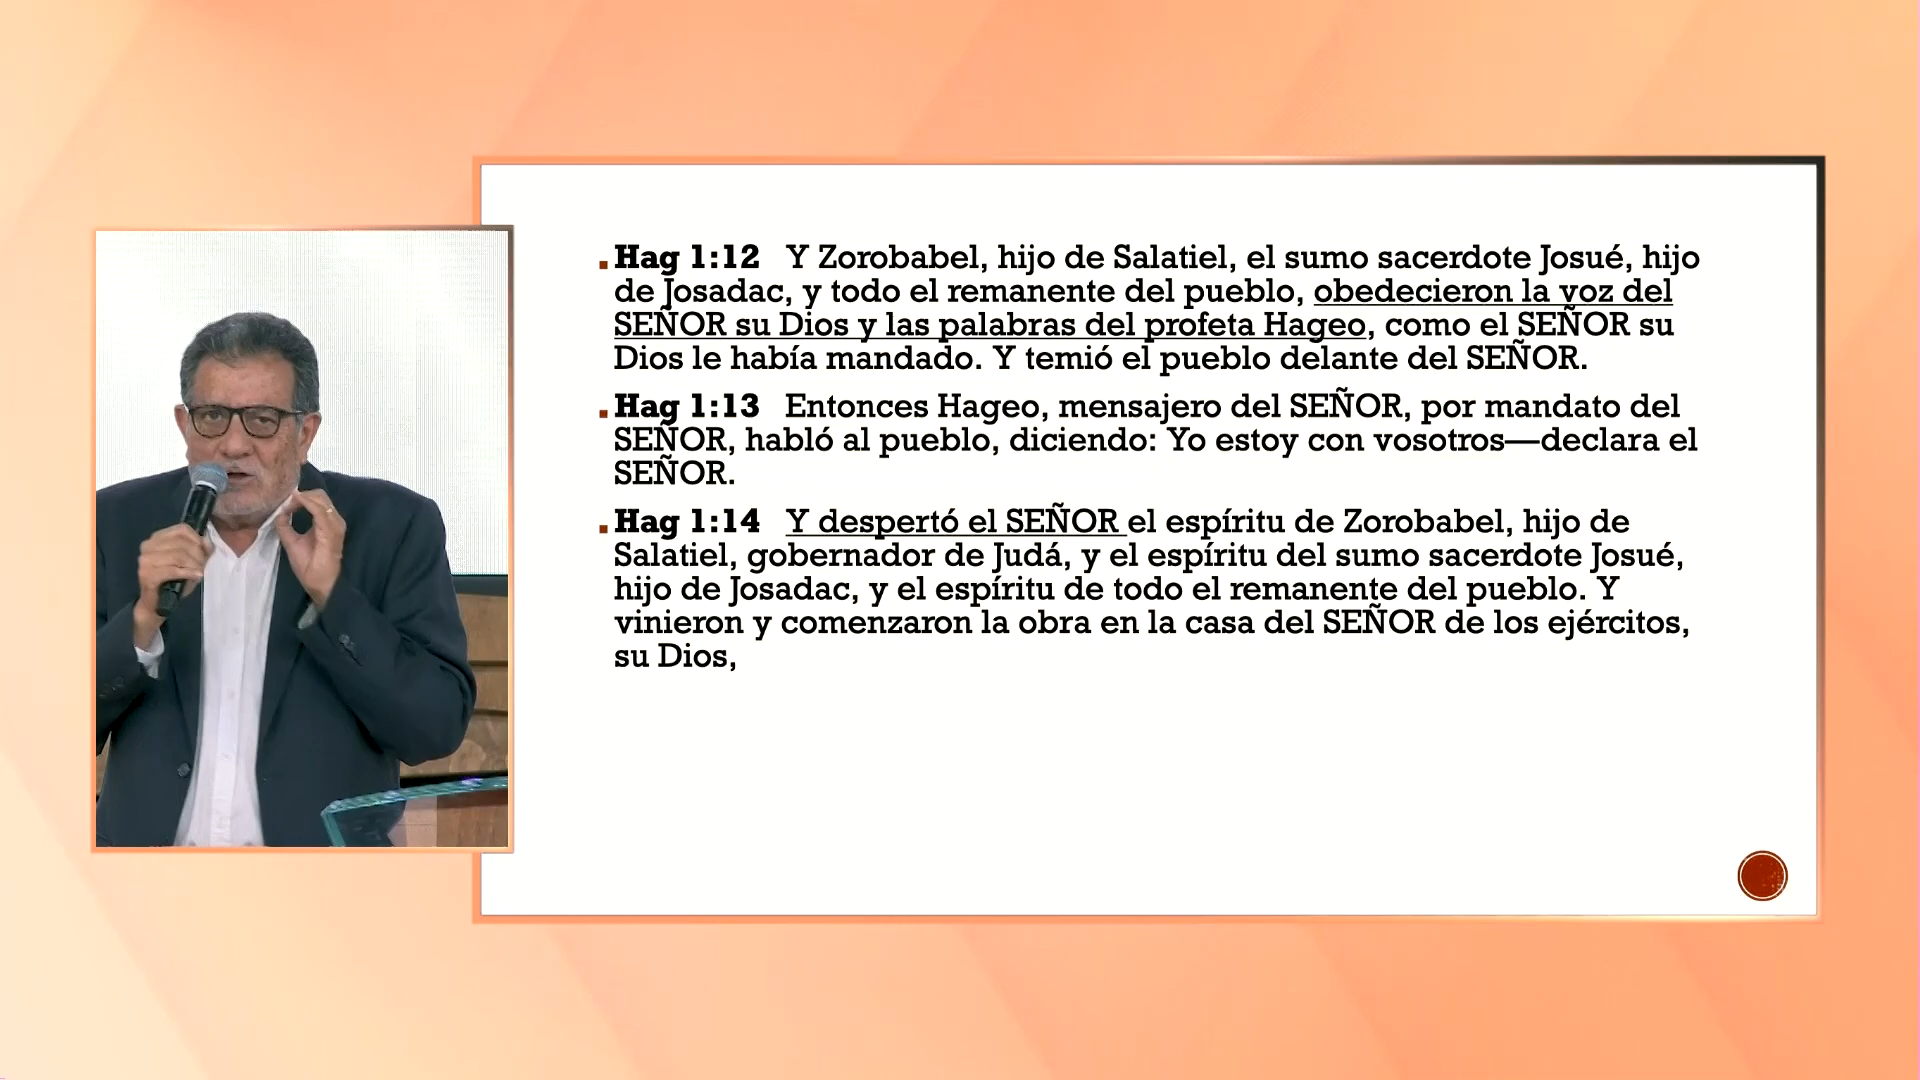 Hag 1:12 Y Zorobabel, hijo de Salatiel, el sumo sacerdote Josué, hijo
de Josadac, y todo el remanente del pueblo, obedecieron la voz del
SEÑOR su Dios y las palabras del profeta Hageo, como el SEÑOR su
Dios le había mandado. Y temió el pueblo delante del SEÑOR.
Hag 1:13 Entonces Hageo, mensajero del SEÑOR, por mandato del
SEÑOR, habló al pueblo, diciendo: Yo estoy con vosotros—declara el
SEÑOR.
Hag 1:14 Y despertó el SEÑOR el espíritu de Zorobabel, hijo de
Salatiel, gobernador de Judá, y el espíritu del sumo sacerdote Josué,
hijo de Josadac, y el espíritu de todo el remanente del pueblo. Y
vinieron y comenzaron la obra en la casa del SEÑOR de los ejércitos,
su Dios,